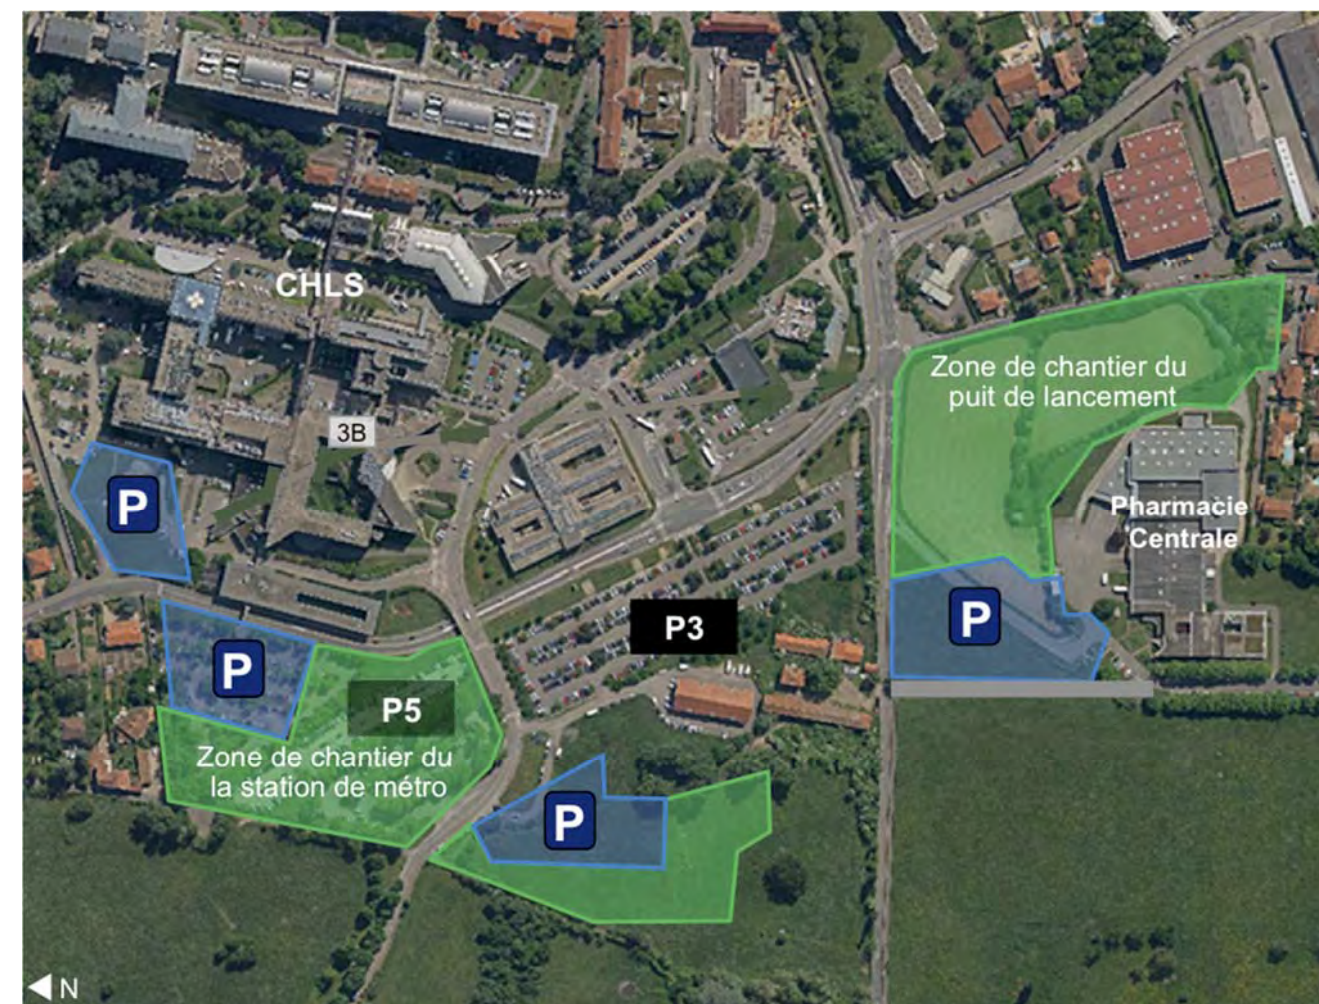 CHLS
Zone de chantier du
puit de lancement
3B
P
Pharmacie
Centrale
P
P3
P
P5
Zone de chantier du
la station de métro
P
N